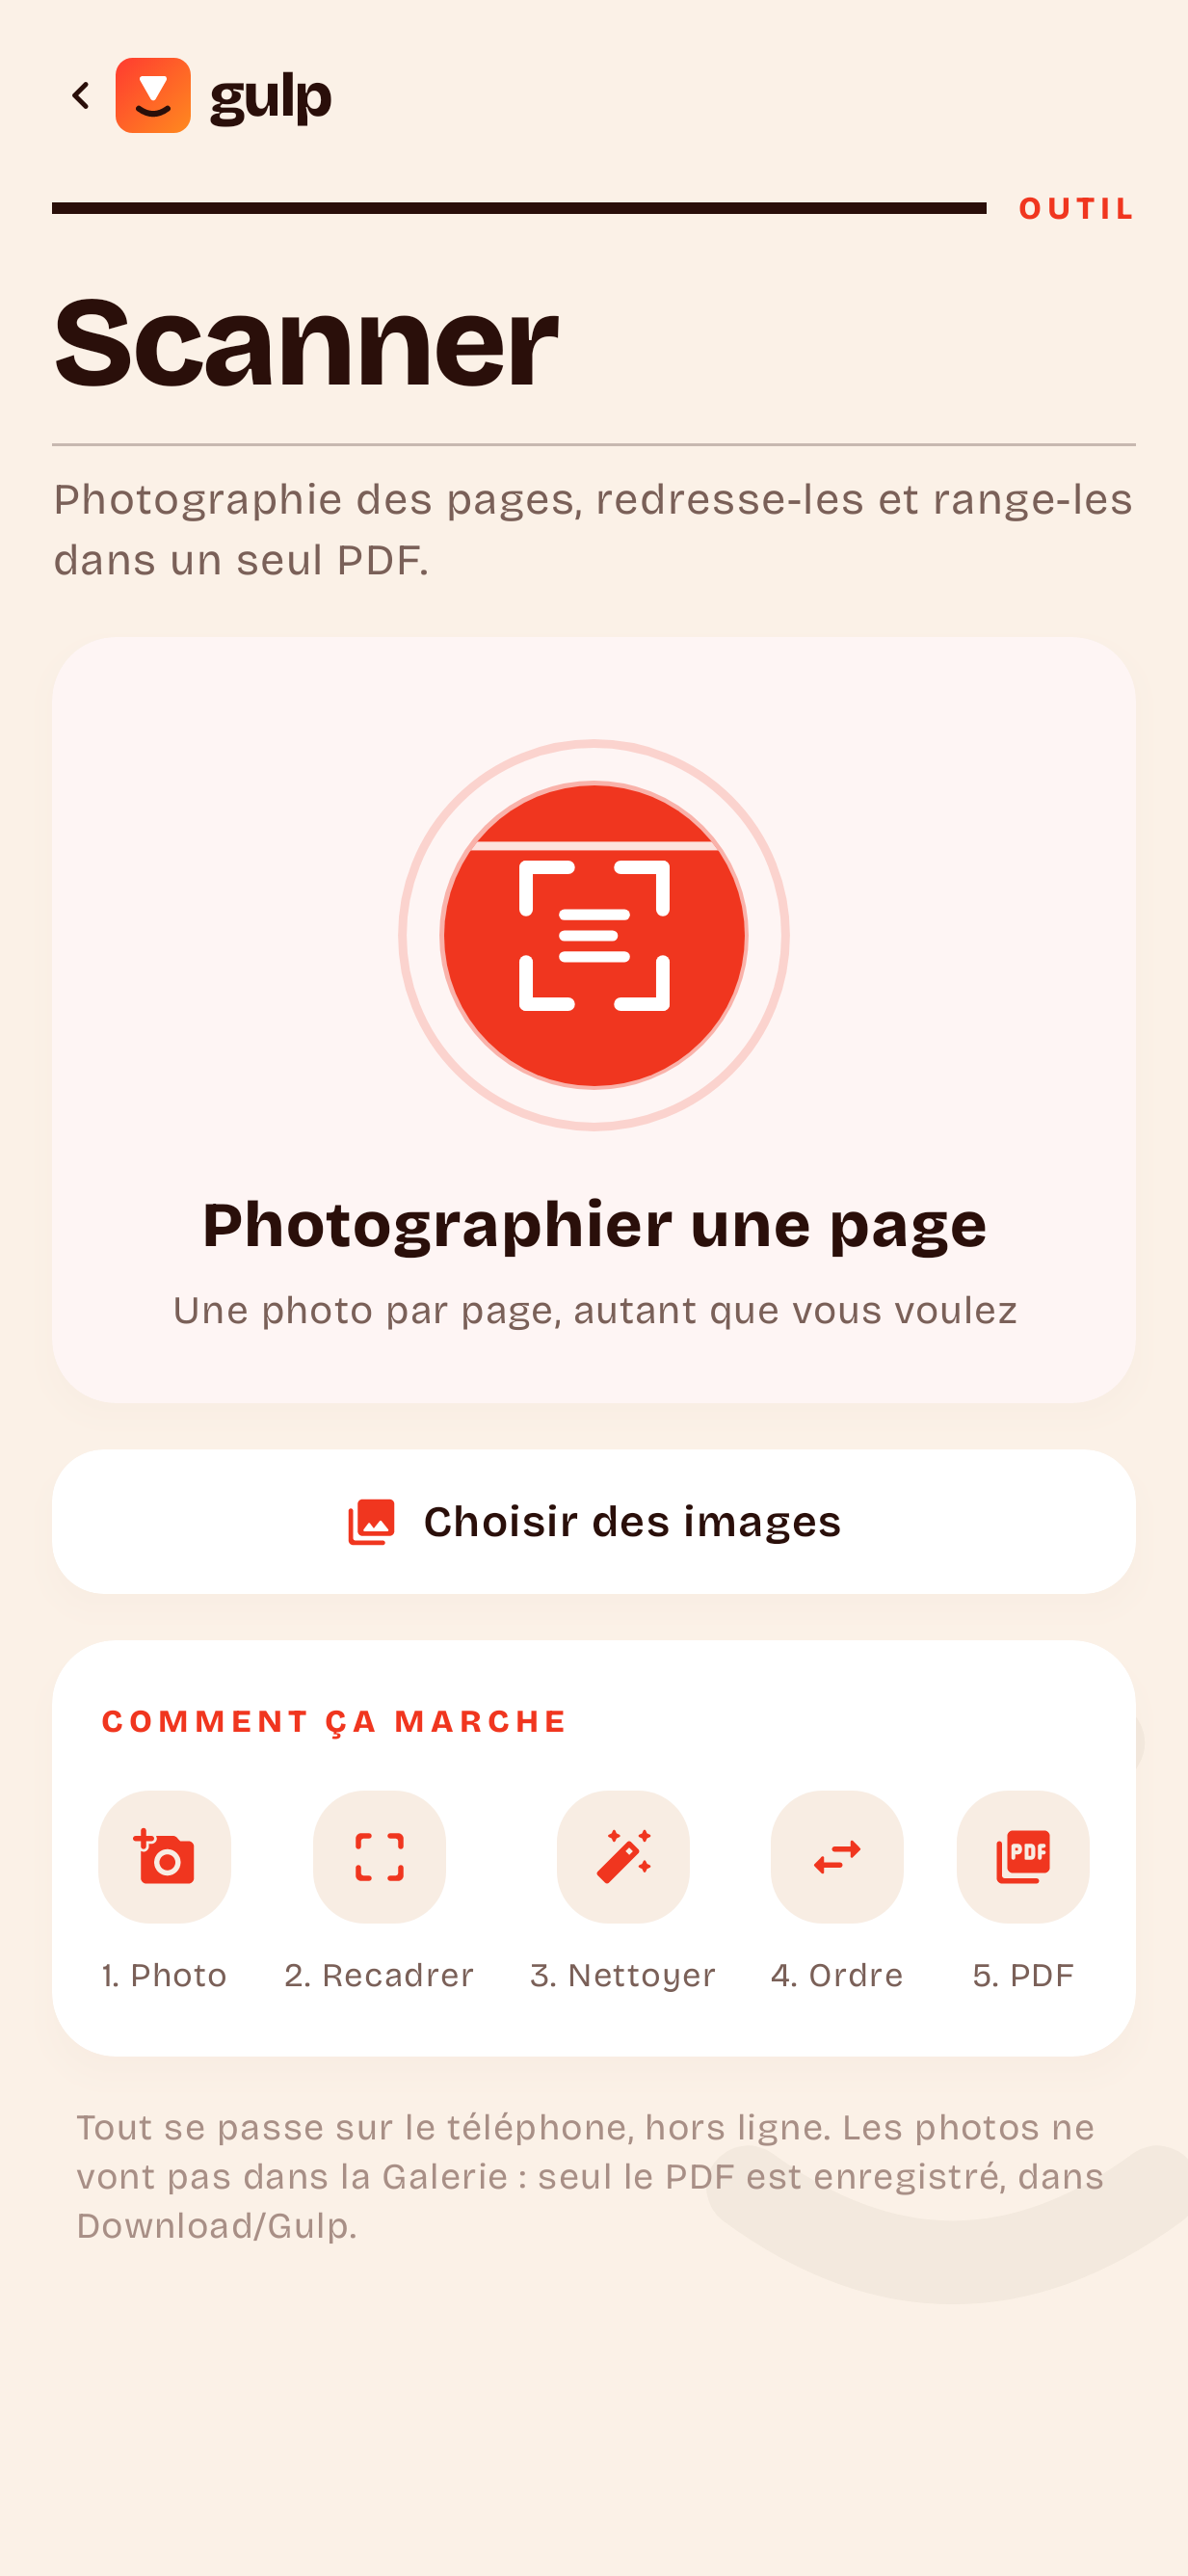 gulp
OUTIL
Scanner
Photographie des pages, redresse-les et range-les
dans un seul PDF.
Photographier une page
Une photo par page, autant que vous voulez
Choisir des images
COMMENT ÇA MARCHE
PDF
1. Photo
2. Recadrer
3. Nettoyer
4. Ordre
5. PDF
Tout se passe sur le téléphone, hors ligne. Les photos ne
vont pas dans la Galerie : seul le PDF est enregistré, dans
Download/Gulp.